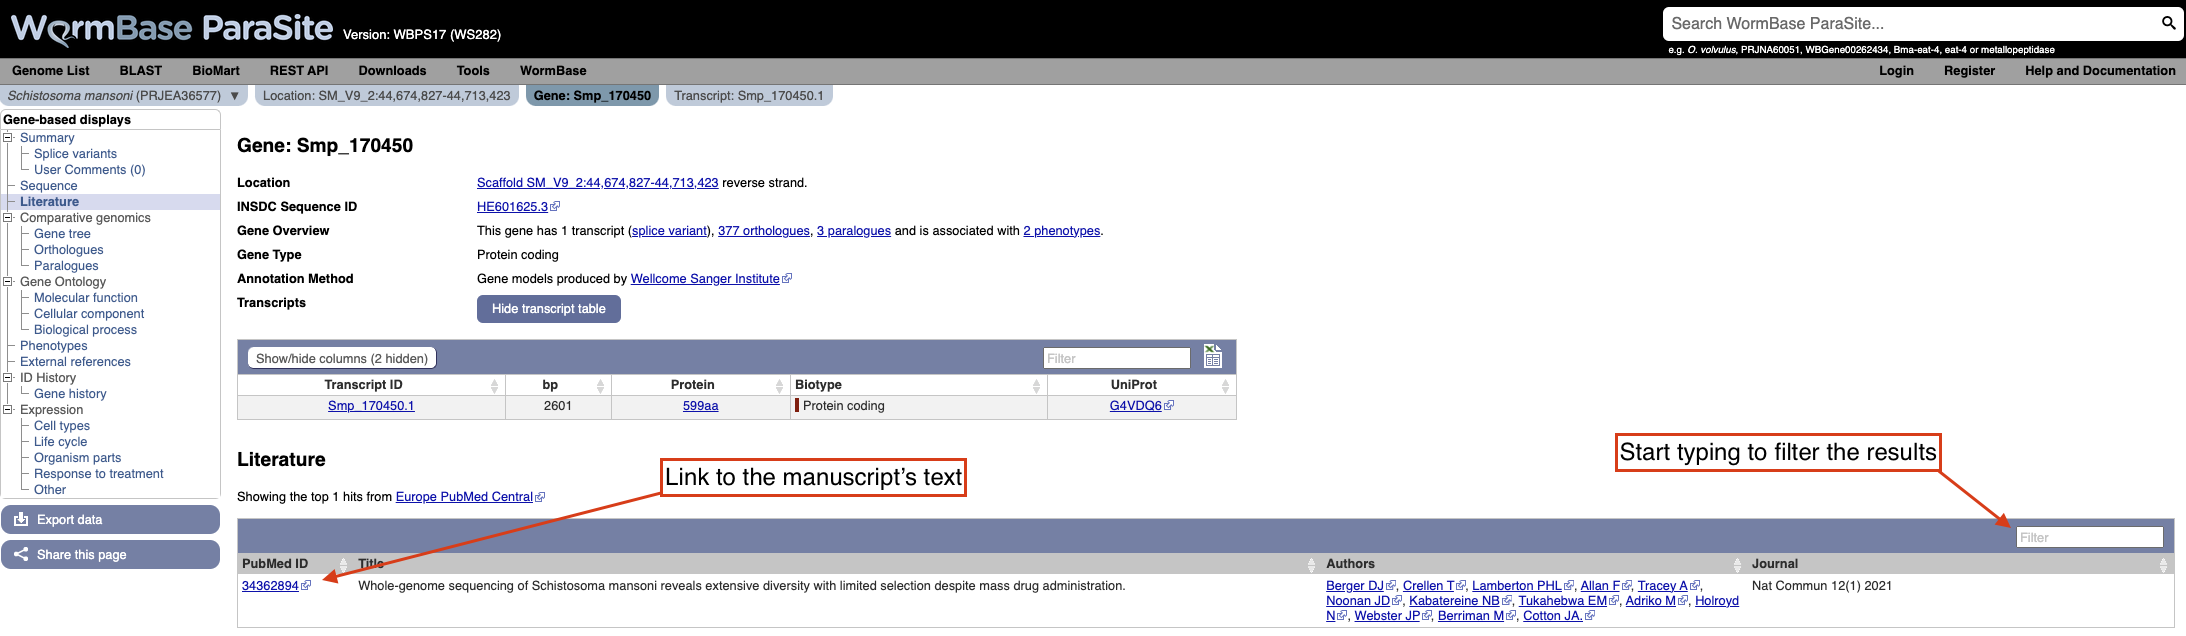 WormBase ParaSite Version: WBPS17 (WS282)
Search WormBase ParaSite...
e.g. O. volvulus, PRJNA60051, WBGene00262434, Bma-eat-4, eat-4 or metallopeptidase
Genome List BLAST BioMart REST API Downloads Tools WormBase Login Register Help and Documentation
Schistosoma mansoni (PRJEA36577) ▼ Location: SM_V9_2:44,674,827-44,713,423 Gene: Smp_170450 Transcript: Smp_170450.1
Gene-based displays
Summary
Splice variants
User Comments (0)
Sequence
Literature
Comparative genomics
Gene tree
Orthologues
Paralogues
Gene Ontology
Molecular function
Cellular component
Biological process
Phenotypes
External references
ID History
Gene history
Expression
Cell types
Life cycle
Organism parts
Response to treatment
Other
Export data
Share this page
Gene: Smp_170450
Location Scaffold SM_V9_2:44,674,827-44,713,423 reverse strand.
INSDC Sequence ID HE601625.3
Gene Overview This gene has 1 transcript (splice variant), 377 orthologues, 3 paralogues and is associated with 2 phenotypes.
Gene Type Protein coding
Annotation Method Gene models produced by Wellcome Sanger Institute
Transcripts Hide transcript table
Show/hide columns (2 hidden) Filter
Transcript ID bp Protein Biotype UniProt
Smp_170450.1 2601 599aa Protein coding G4VDQ6
Literature
Link to the manuscript's text
Start typing to filter the results
Showing the top 1 hits from Europe PubMed Central
Filter
PubMed ID Title Authors Journal
34362894 Whole-genome sequencing of Schistosoma mansoni reveals extensive diversity with limited selection despite mass drug administration. Berger DJ, Crellen T, Lamberton PHL, Allan F, Tracey A, Nat Commun 12(1) 2021
Noonan JD, Kabatereine NB, Tukahebwa EM, Adriko M, Holroyd
N, Webster JP, Berriman M, Cotton JA.